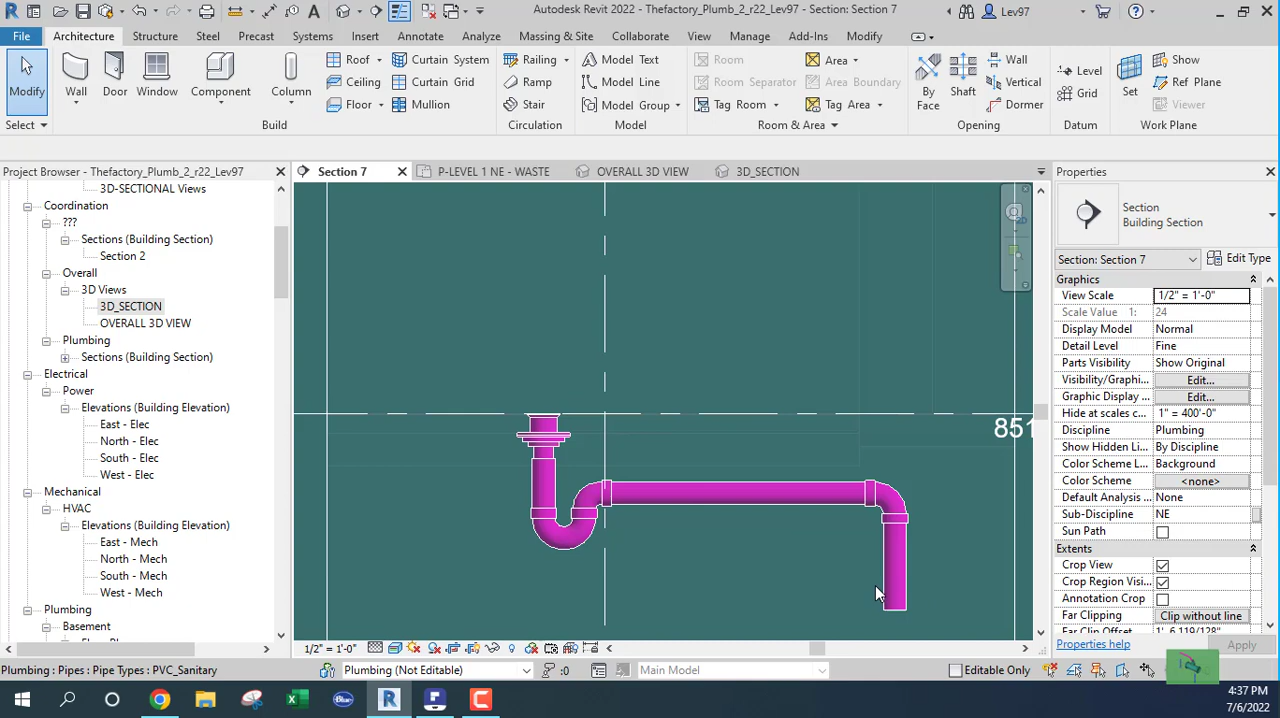 Autodesk Revit 2022 - Thefactory_Plumb_2_r22_Lev97 - Section: Section 7
Lev97
File Architecture Structure Steel Precast Systems Insert Annotate Analyze Massing & Site Collaborate View Manage Add-Ins Modify
Modify Wall Door Window Component Column
Roof Curtain System Railing Model Text Room Area Wall Level Show
Ceiling Curtain Grid Ramp Model Line Room Separator Area Boundary Vertical Grid Ref Plane
Floor Mullion Stair Model Group Tag Room Tag Area Dormer Viewer
By Face Shaft Set
Select Build Circulation Model Room & Area Opening Datum Work Plane
Project Browser - Thefactory_Plumb_2_r22_Lev97
3D-SECTIONAL Views
Coordination
???
Sections (Building Section)
Section 2
Overall
3D Views
3D_SECTION
OVERALL 3D VIEW
Plumbing
Sections (Building Section)
Electrical
Power
Elevations (Building Elevation)
East - Elec
North - Elec
South - Elec
West - Elec
Mechanical
HVAC
Elevations (Building Elevation)
East - Mech
North - Mech
South - Mech
West - Mech
Plumbing
Basement
Section 7 P-LEVEL 1 NE - WASTE OVERALL 3D VIEW 3D_SECTION
851
Properties
Section
Building Section
Section: Section 7 Edit Type
Graphics
View Scale 1/2" = 1'-0"
Scale Value 1: 24
Display Model Normal
Detail Level Fine
Parts Visibility Show Original
Visibility/Graphi... Edit...
Graphic Display ... Edit...
Hide at scales c... 1" = 400'-0"
Discipline Plumbing
Show Hidden Li... By Discipline
Color Scheme L... Background
Color Scheme <none>
Default Analysis ... None
Sub-Discipline NE
Sun Path
Extents
Crop View
Crop Region Visi...
Annotation Crop
Far Clipping Clip without line
Far Clip Offset 1' 6 119/128"
Properties help Apply
1/2" = 1'-0"
Plumbing : Pipes : Pipe Types : PVC_Sanitary Plumbing (Not Editable) :0 Main Model Editable Only
4:37 PM
7/6/2022